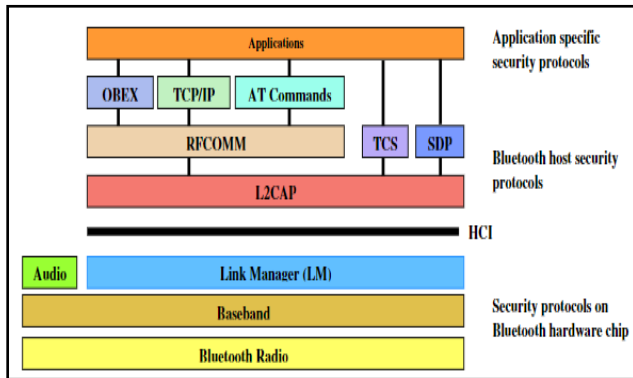 Applications
Application specific
security protocols
OBEX
TCP/IP
AT Commands
RFCOMM
TCS
SDP
Bluetooth host security
protocols
L2CAP
HCI
Audio
Link Manager (LM)
Baseband
Security protocols on
Bluetooth hardware chip
Bluetooth Radio